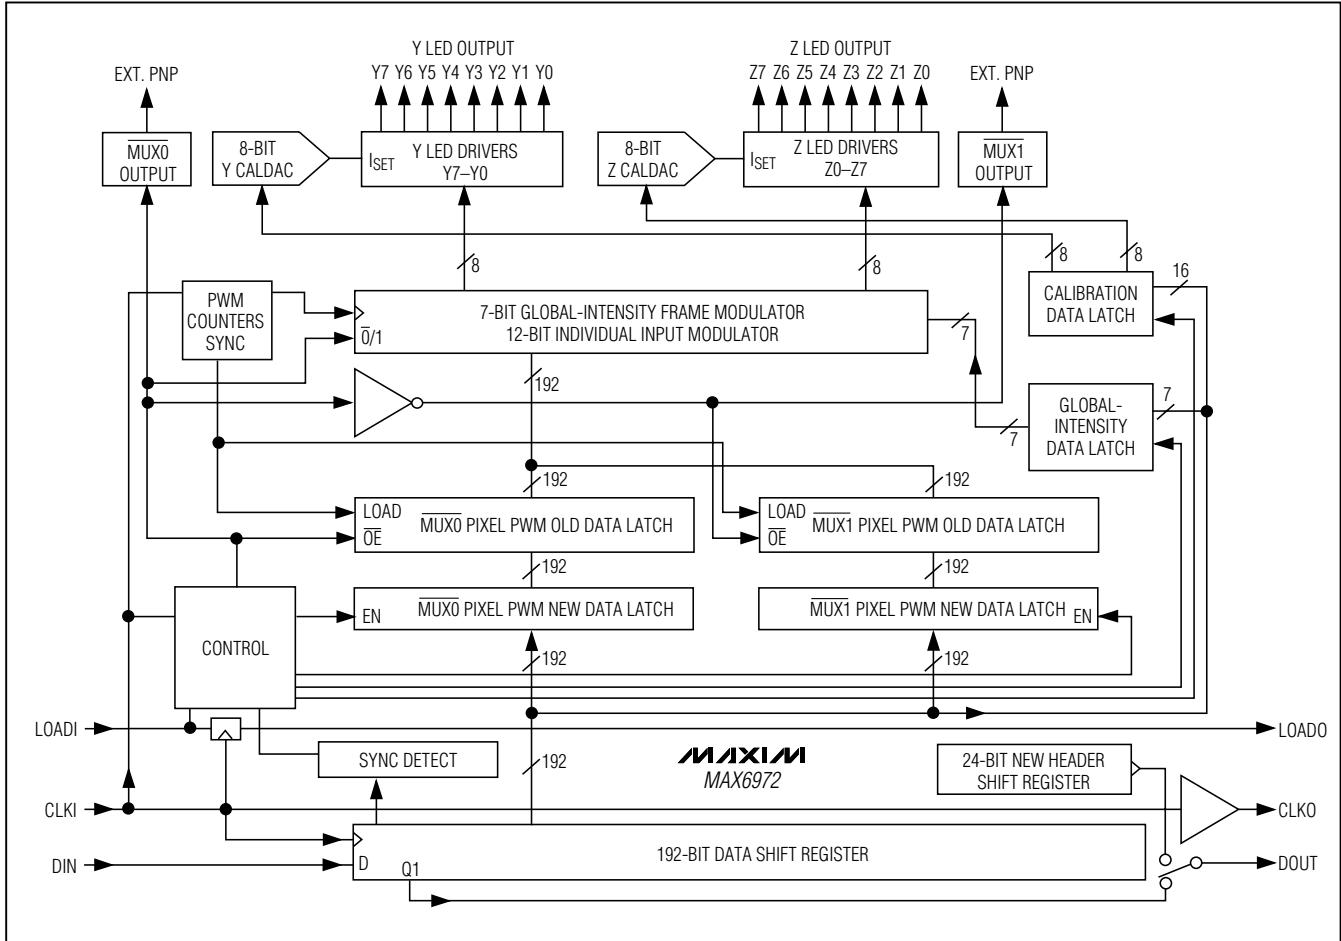 Y LED OUTPUT
Z LED OUTPUT
EXT. PNP
Y7 Y6 Y5 Y4 Y3 Y2 Y1 Y0
Z7 Z6 Z5 Z4 Z3 Z2 Z1 Z0
EXT. PNP
MUX0
OUTPUT
8-BIT
Y CALDAC
ISET
Y LED DRIVERS
Y7–Y0
8-BIT
Z CALDAC
ISET
Z LED DRIVERS
Z0–Z7
MUX1
OUTPUT
8
8
8
8
16
PWM
COUNTERS
SYNC
0/1
7-BIT GLOBAL-INTENSITY FRAME MODULATOR
12-BIT INDIVIDUAL INPUT MODULATOR
7
CALIBRATION
DATA LATCH
192
7
GLOBAL-
INTENSITY
DATA LATCH
7
192
192
LOAD
OE
MUX0 PIXEL PWM OLD DATA LATCH
LOAD
OE
MUX1 PIXEL PWM OLD DATA LATCH
192
192
EN
MUX0 PIXEL PWM NEW DATA LATCH
MUX1 PIXEL PWM NEW DATA LATCH
EN
CONTROL
192
192
LOADI
LOADO
SYNC DETECT
192
MAXIM
MAX6972
24-BIT NEW HEADER
SHIFT REGISTER
CLKI
CLKO
DIN
D
Q1
192-BIT DATA SHIFT REGISTER
DOUT